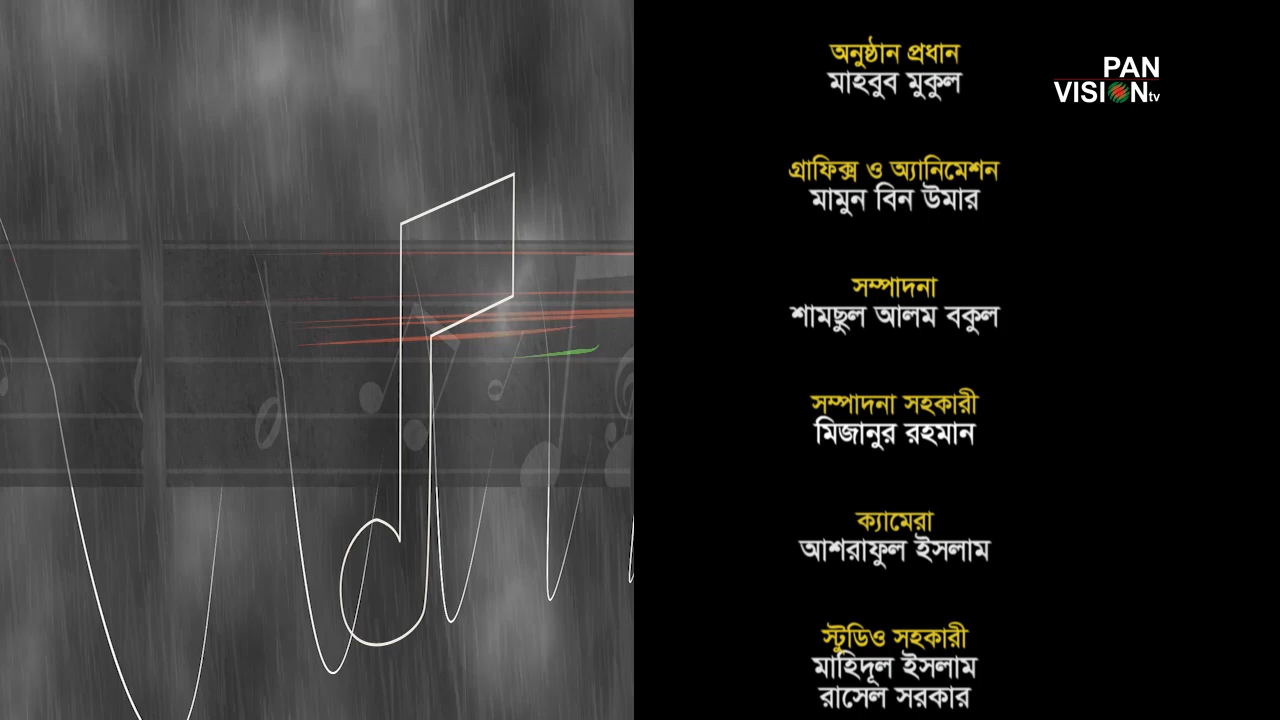 অনুষ্ঠান প্রধান
মাহবুব মুকুল
PAN
VISION tv
গ্রাফিক্স ও অ্যানিমেশন
মামুন বিন উমার
সম্পাদনা
শামছুল আলম বকুল
সম্পাদনা সহকারী
মিজানুর রহমান
ক্যামেরা
আশরাফুল ইসলাম
স্টুডিও সহকারী
মাহিদূল ইসলাম
রাসেল সরকার